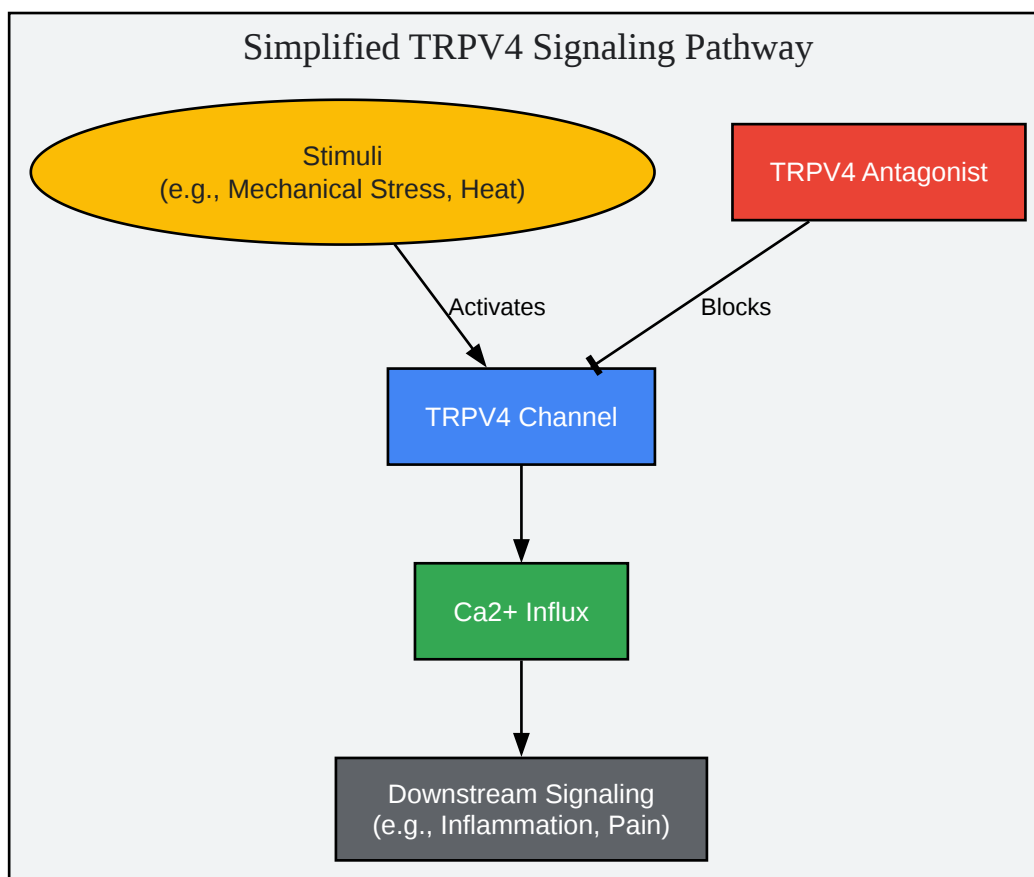 Simplified TRPV4 Signaling Pathway
Stimuli
(e.g., Mechanical Stress, Heat)
TRPV4 Antagonist
Activates
Blocks
TRPV4 Channel
Ca2+ Influx
Downstream Signaling
(e.g., Inflammation, Pain)